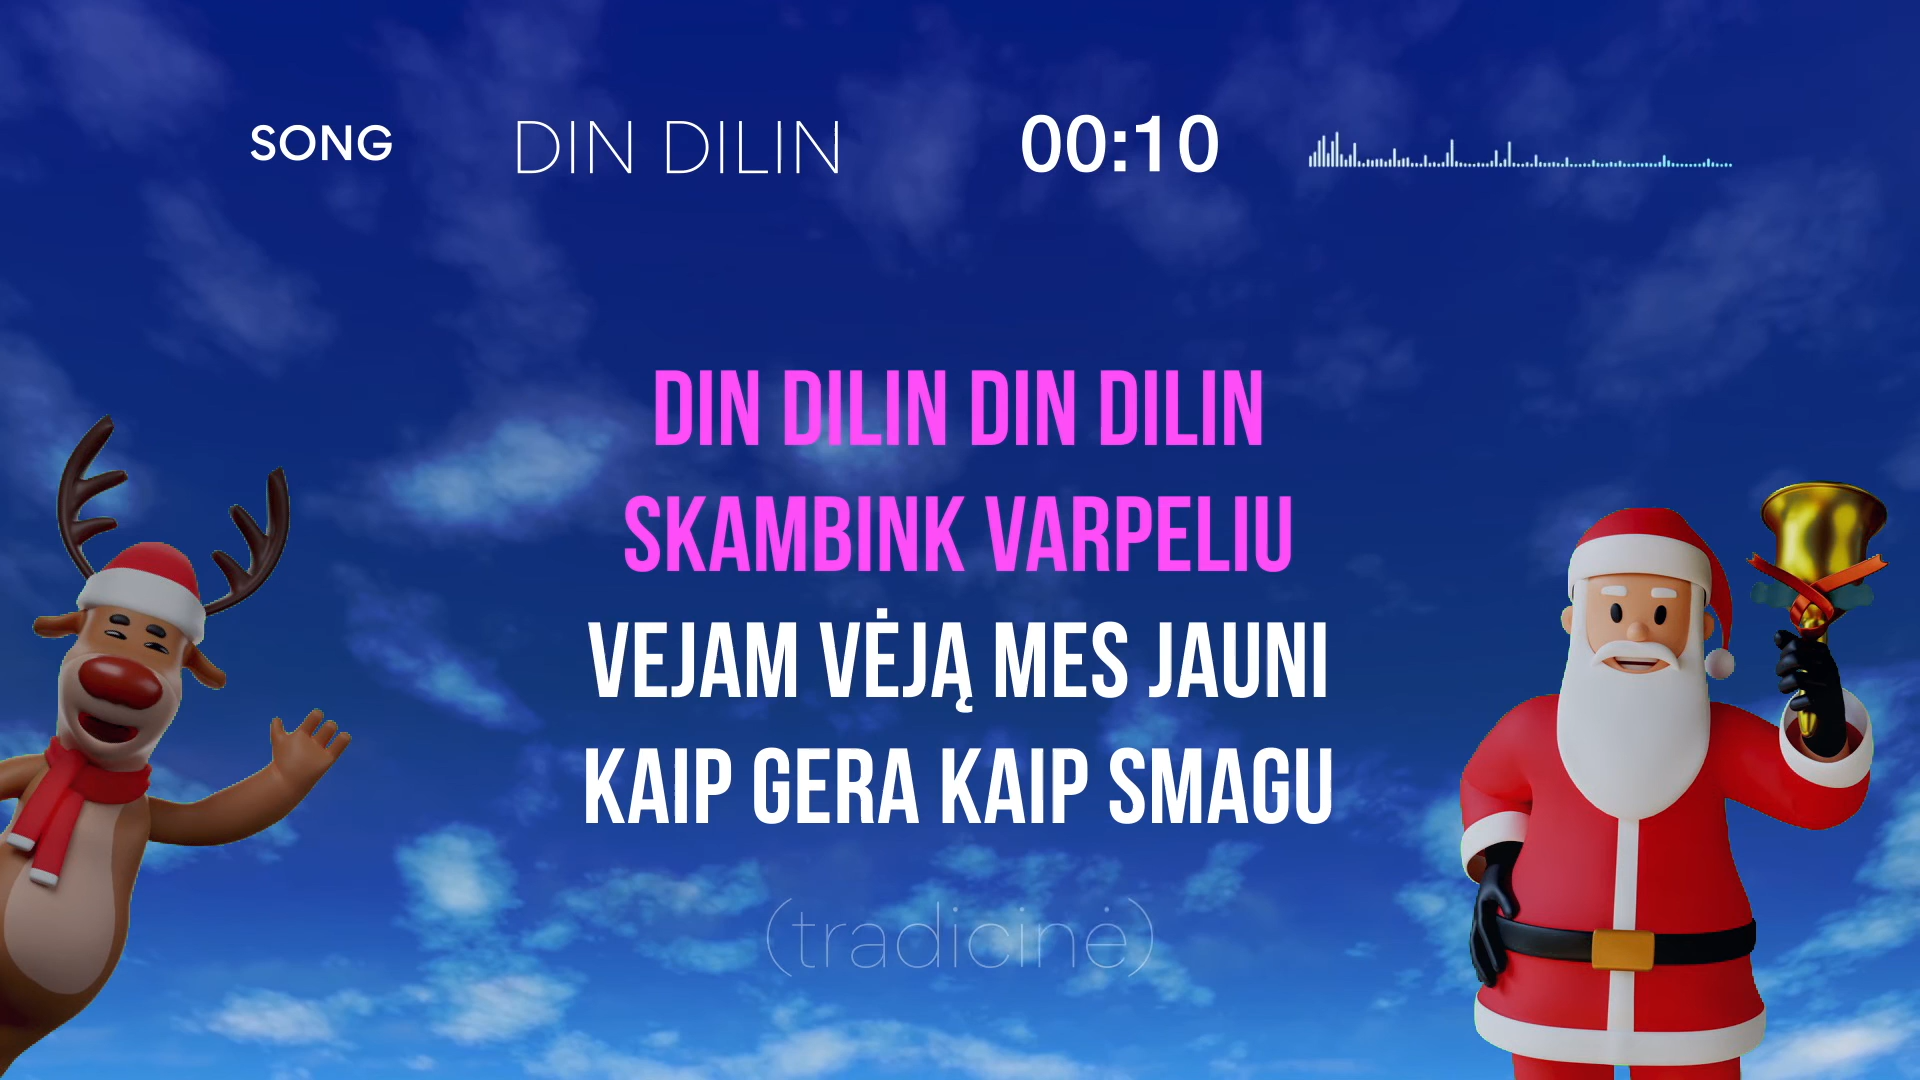 SONG DIN DILIN 00:10
DIN DILIN DIN DILIN
SKAMBINK VARPELIU
VEJAM VĖJĄ MES JAUNI
KAIP GERA KAIP SMAGU
(tradicinė)